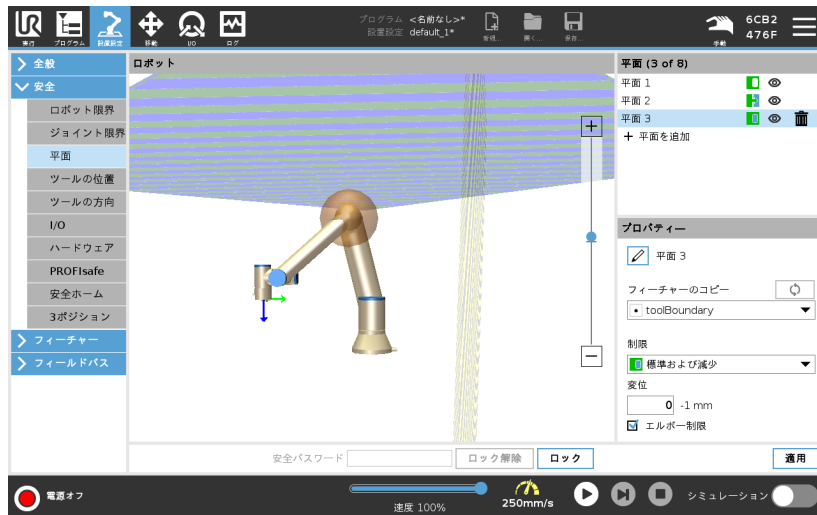 UR
実行
プログラム
設置設定
移動
I/O
ログ
プログラム <名前なし>*
設置設定 default_1*
新規...
開く...
保存...
手動
6CB2
476F
全般
安全
ロボット限界
ジョイント限界
平面
ツールの位置
ツールの方向
I/O
ハードウェア
PROFIsafe
安全ホーム
3ポジション
フィーチャー
フィールドバス
ロボット
平面 (3 of 8)
平面 1
平面 2
平面 3
+ 平面を追加
プロパティー
平面 3
フィーチャーのコピー
toolBoundary
制限
標準および減少
変位
0 -1 mm
エルボー制限
安全パスワード
ロック解除
ロック
適用
電源オフ
速度 100%
250mm/s
シミュレーション